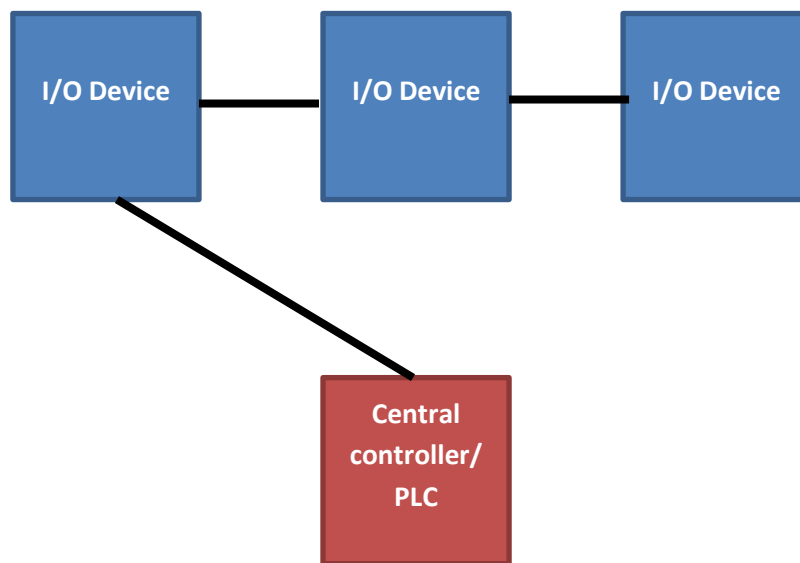 I/O Device
I/O Device
I/O Device
Central
controller/
PLC